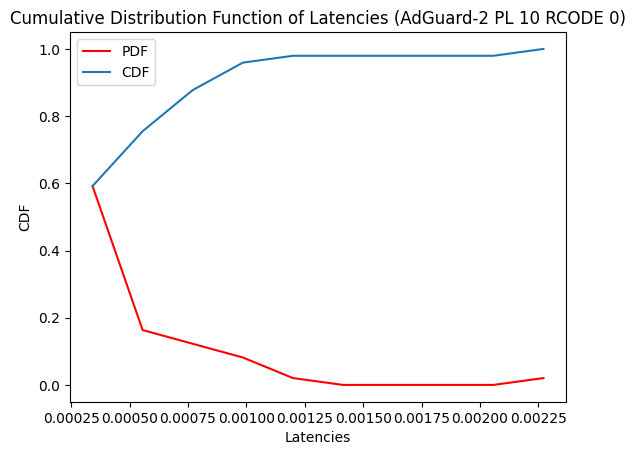 Cumulative Distribution Function of Latencies (AdGuard-2 PL 10 RCODE 0)
PDF
CDF
1.0
0.8
0.6
0.4
0.2
0.0
CDF
0.00025 0.00050 0.00075 0.00100 0.00125 0.00150 0.00175 0.00200 0.00225
Latencies